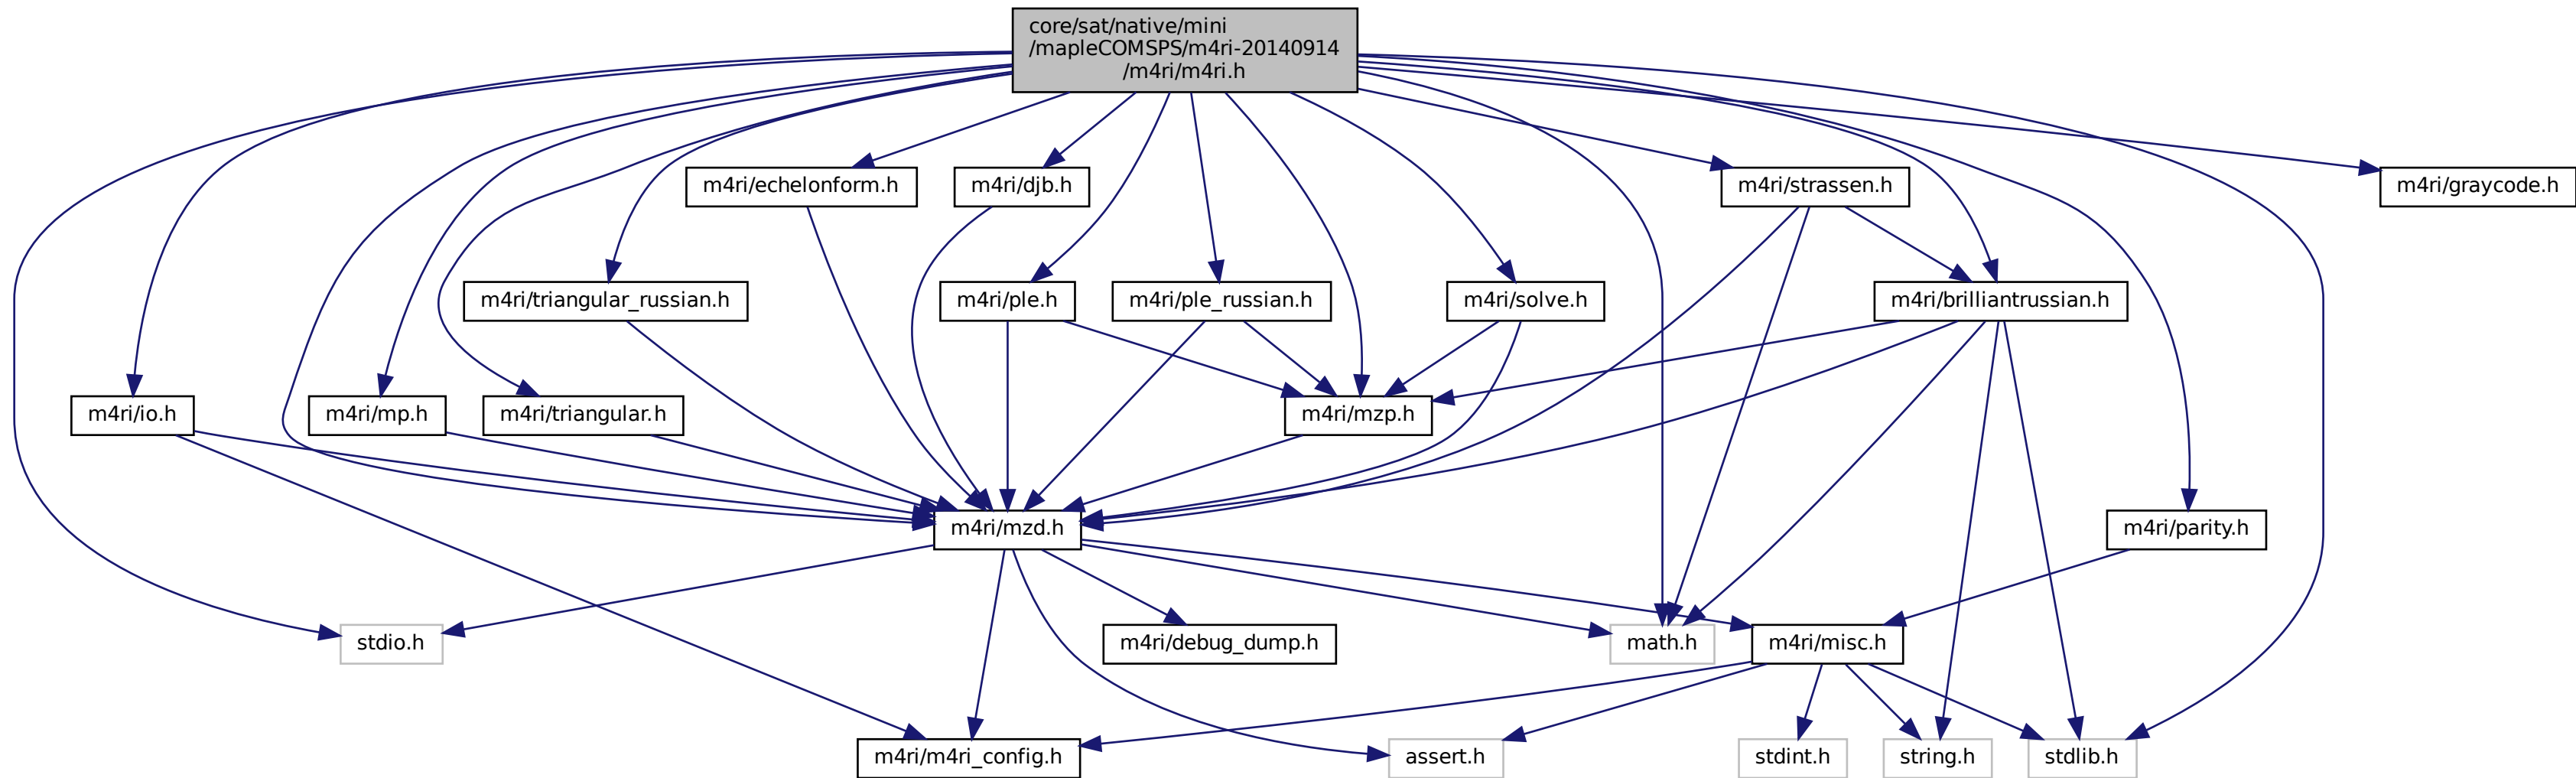 core/sat/native/mini
/mapleCOMSPS/m4ri-20140914
/m4ri/m4ri.h
m4ri/echelonform.h
m4ri/djb.h
m4ri/strassen.h
m4ri/graycode.h
m4ri/triangular_russian.h
m4ri/ple.h
m4ri/ple_russian.h
m4ri/solve.h
m4ri/brilliantrussian.h
m4ri/io.h
m4ri/mp.h
m4ri/triangular.h
m4ri/mzp.h
m4ri/mzd.h
m4ri/parity.h
stdio.h
m4ri/debug_dump.h
math.h
m4ri/misc.h
m4ri/m4ri_config.h
assert.h
stdint.h
string.h
stdlib.h